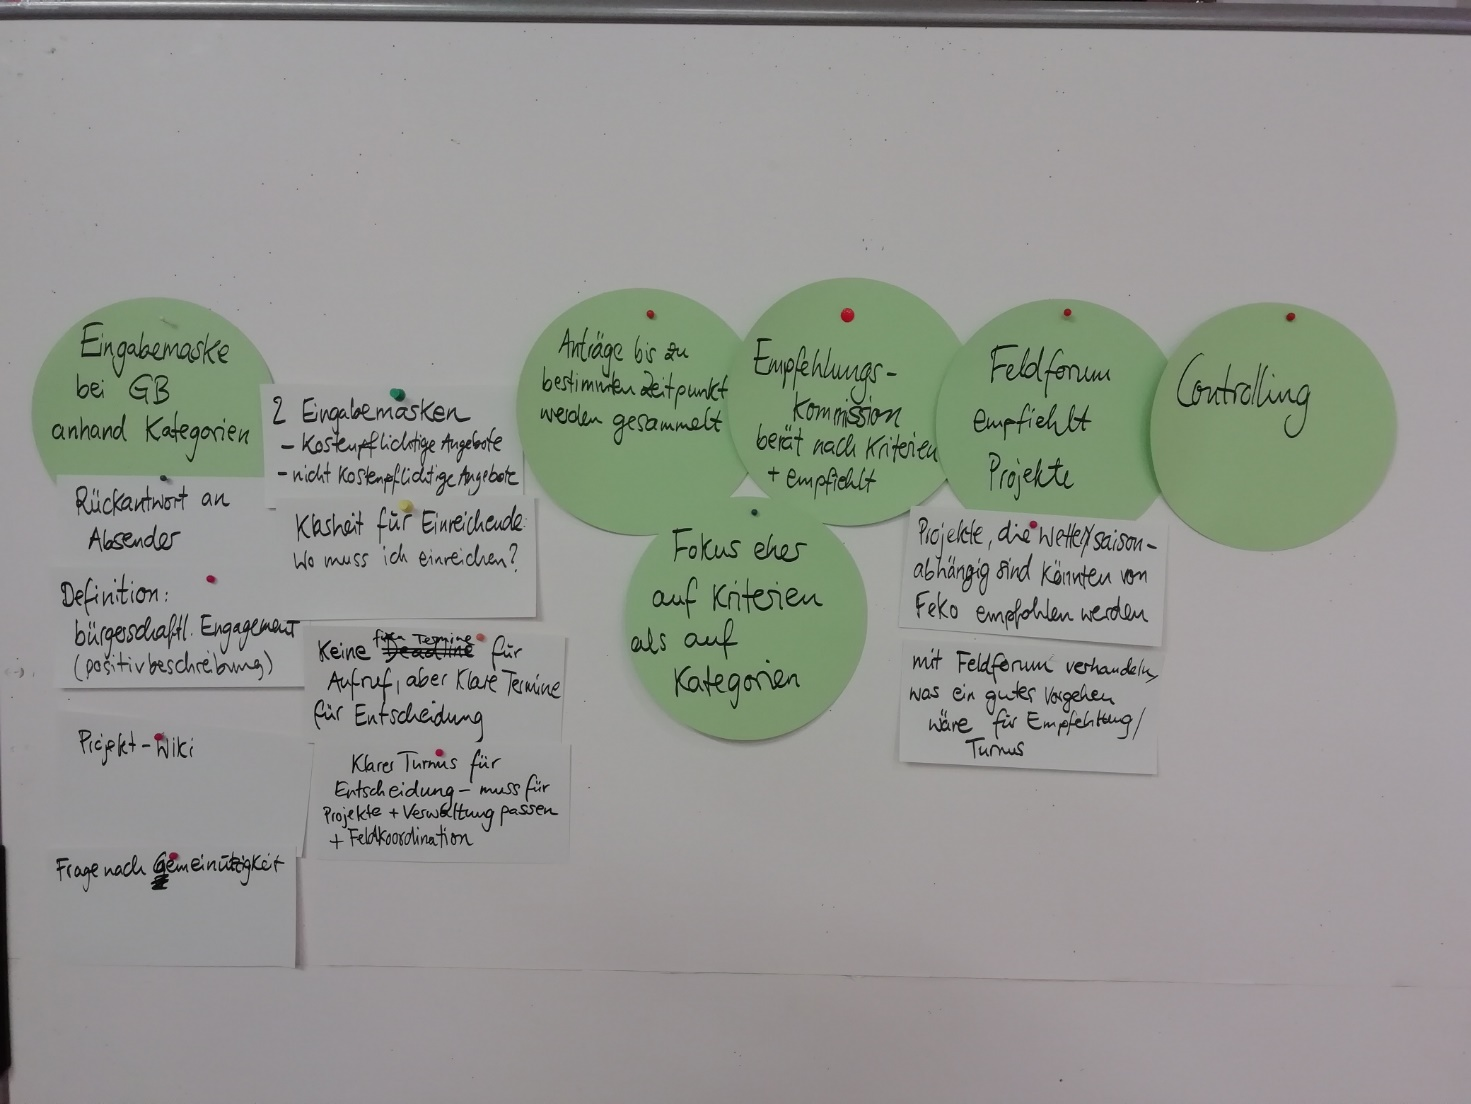 Eingabemaske
bei GB
anhand Kategorien
Rückantwort an
Absender
Definition:
bürgerschaftl. Engagement
(positivbeschreibung)
Projekt-Wiki
Frage nach Gemeinnützigkeit
2 Eingabemasken
- Kostenpflichtige Angebote
- nicht Kostenpflichtige Angebote
Klarheit für Einreichende:
Wo muss ich einreichen?
Keine fixen Termine für
Aufruf, aber Klare Termine
für Entscheidung
Klarer Turnus für
Entscheidung – muss für
Projekte + Verwaltung passen
+ Feldkoordination
Anträge bis zu
bestimmten Zeitpunkt
werden gesammelt
Empfehlungs-
Kommission
berät nach Kriterien
+ empfiehlt
Fokus eher
auf Kriterien
als auf
Kategorien
Feldforum
empfiehlt
Projekte
Projekte, die Wetter/saison-
abhängig sind könnten von
FeKo empfohlen werden
mit Feldforum verhandeln,
was ein gutes Vorgehen
wäre für Empfehlung/
Turnus
Controlling